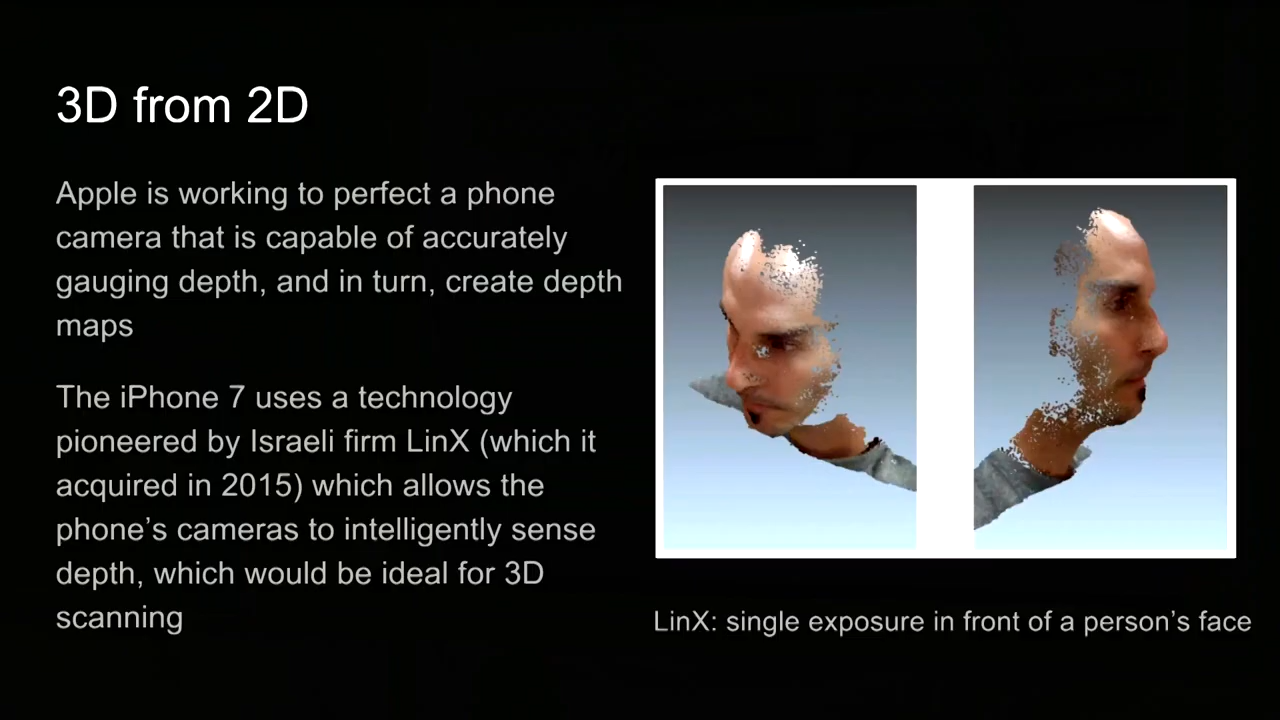 3D from 2D
Apple is working to perfect a phone
camera that is capable of accurately
gauging depth, and in turn, create depth
maps
The iPhone 7 uses a technology
pioneered by Israeli firm LinX (which it
acquired in 2015) which allows the
phone’s cameras to intelligently sense
depth, which would be ideal for 3D
scanning
LinX: single exposure in front of a person’s face